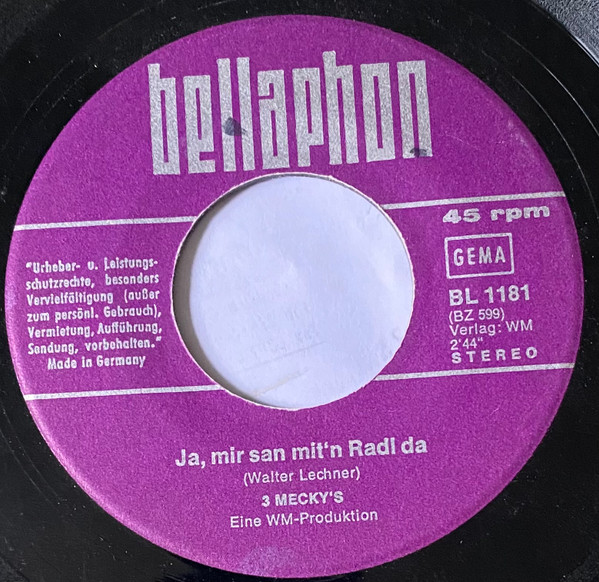 bellaphon
45 rpm
GEMA
BL 1181
(BZ 599)
Verlag: WM
2'44"
STEREO
"Urheber- u. Leistungs-
schutzrechte, besonders
Vervielfältigung (außer
zum persönl. Gebrauch),
Vermietung, Aufführung,
Sendung, vorbehalten."
Made in Germany
Ja, mir san mit'n Radl da
(Walter Lechner)
3 MECKY'S
Eine WM-Produktion